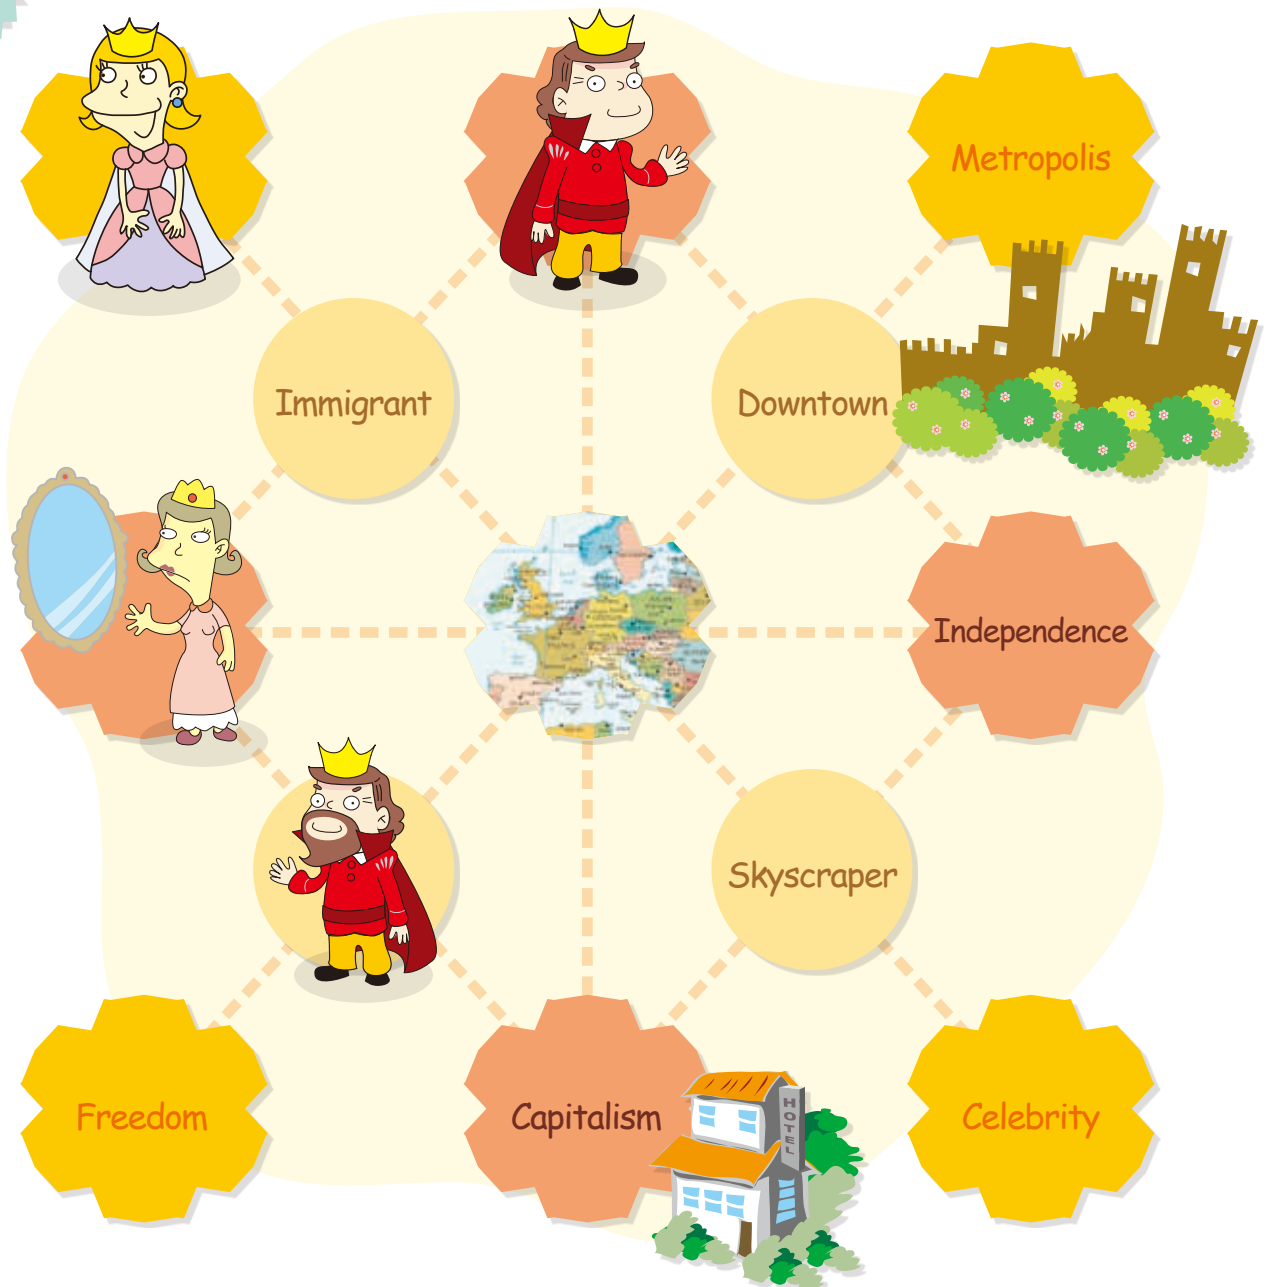 Metropolis
Immigrant
Downtown
Independence
Skyscraper
Freedom
Capitalism
HOTEL
Celebrity